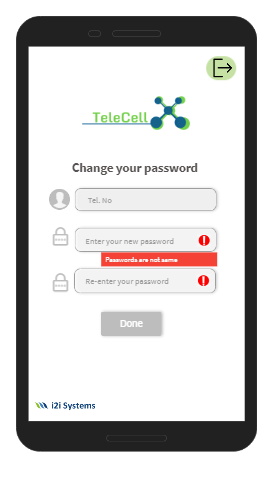 TeleCell
Change your password
Tel. No
Enter your new password
Passwords are not same
Re-enter your password
Done
i2i Systems